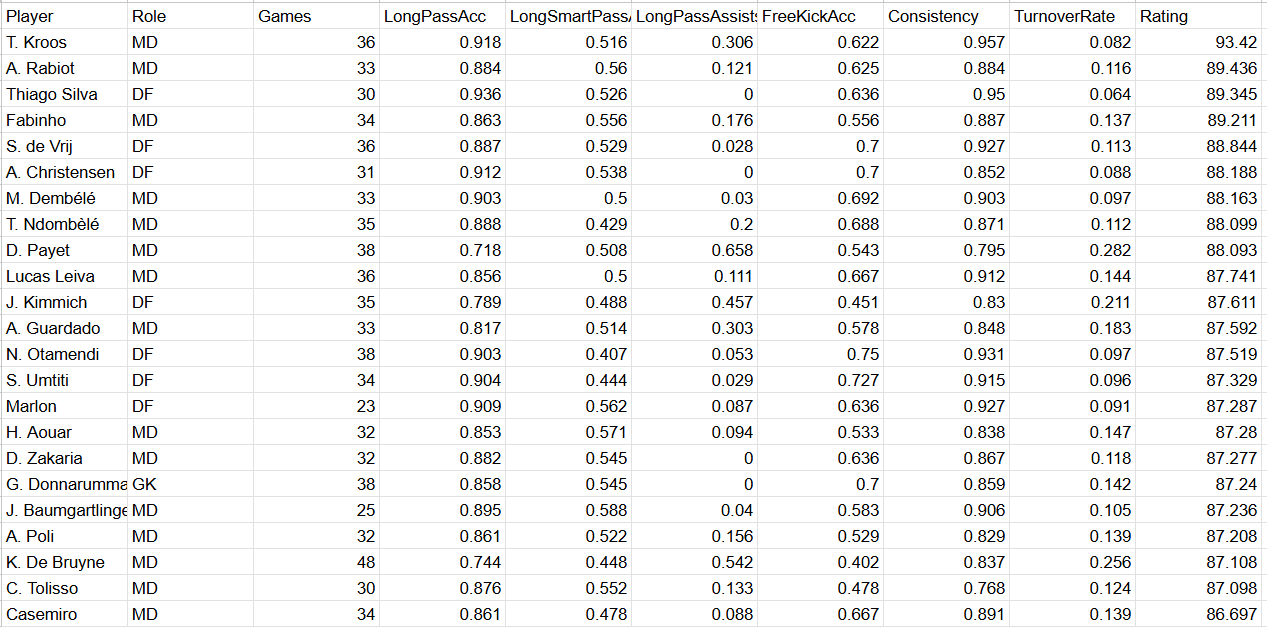 Player Role Games LongPassAcc LongSmartPassA LongPassAssists FreeKickAcc Consistency TurnoverRate Rating
T. Kroos MD 36 0.918 0.516 0.306 0.622 0.957 0.082 93.42
A. Rabiot MD 33 0.884 0.56 0.121 0.625 0.884 0.116 89.436
Thiago Silva DF 30 0.936 0.526 0 0.636 0.95 0.064 89.345
Fabinho MD 34 0.863 0.556 0.176 0.556 0.887 0.137 89.211
S. de Vrij DF 36 0.887 0.529 0.028 0.7 0.927 0.113 88.844
A. Christensen DF 31 0.912 0.538 0 0.7 0.852 0.088 88.188
M. Dembélé MD 33 0.903 0.5 0.03 0.692 0.903 0.097 88.163
T. Ndombèlé MD 35 0.888 0.429 0.2 0.688 0.871 0.112 88.099
D. Payet MD 38 0.718 0.508 0.658 0.543 0.795 0.282 88.093
Lucas Leiva MD 36 0.856 0.5 0.111 0.667 0.912 0.144 87.741
J. Kimmich DF 35 0.789 0.488 0.457 0.451 0.83 0.211 87.611
A. Guardado MD 33 0.817 0.514 0.303 0.578 0.848 0.183 87.592
N. Otamendi DF 38 0.903 0.407 0.053 0.75 0.931 0.097 87.519
S. Umtiti DF 34 0.904 0.444 0.029 0.727 0.915 0.096 87.329
Marlon DF 23 0.909 0.562 0.087 0.636 0.927 0.091 87.287
H. Aouar MD 32 0.853 0.571 0.094 0.533 0.838 0.147 87.28
D. Zakaria MD 32 0.882 0.545 0 0.636 0.867 0.118 87.277
G. Donnarumma GK 38 0.858 0.545 0 0.7 0.859 0.142 87.24
J. Baumgartlinge MD 25 0.895 0.588 0.04 0.583 0.906 0.105 87.236
A. Poli MD 32 0.861 0.522 0.156 0.529 0.829 0.139 87.208
K. De Bruyne MD 48 0.744 0.448 0.542 0.402 0.837 0.256 87.108
C. Tolisso MD 30 0.876 0.552 0.133 0.478 0.768 0.124 87.098
Casemiro MD 34 0.861 0.478 0.088 0.667 0.891 0.139 86.697